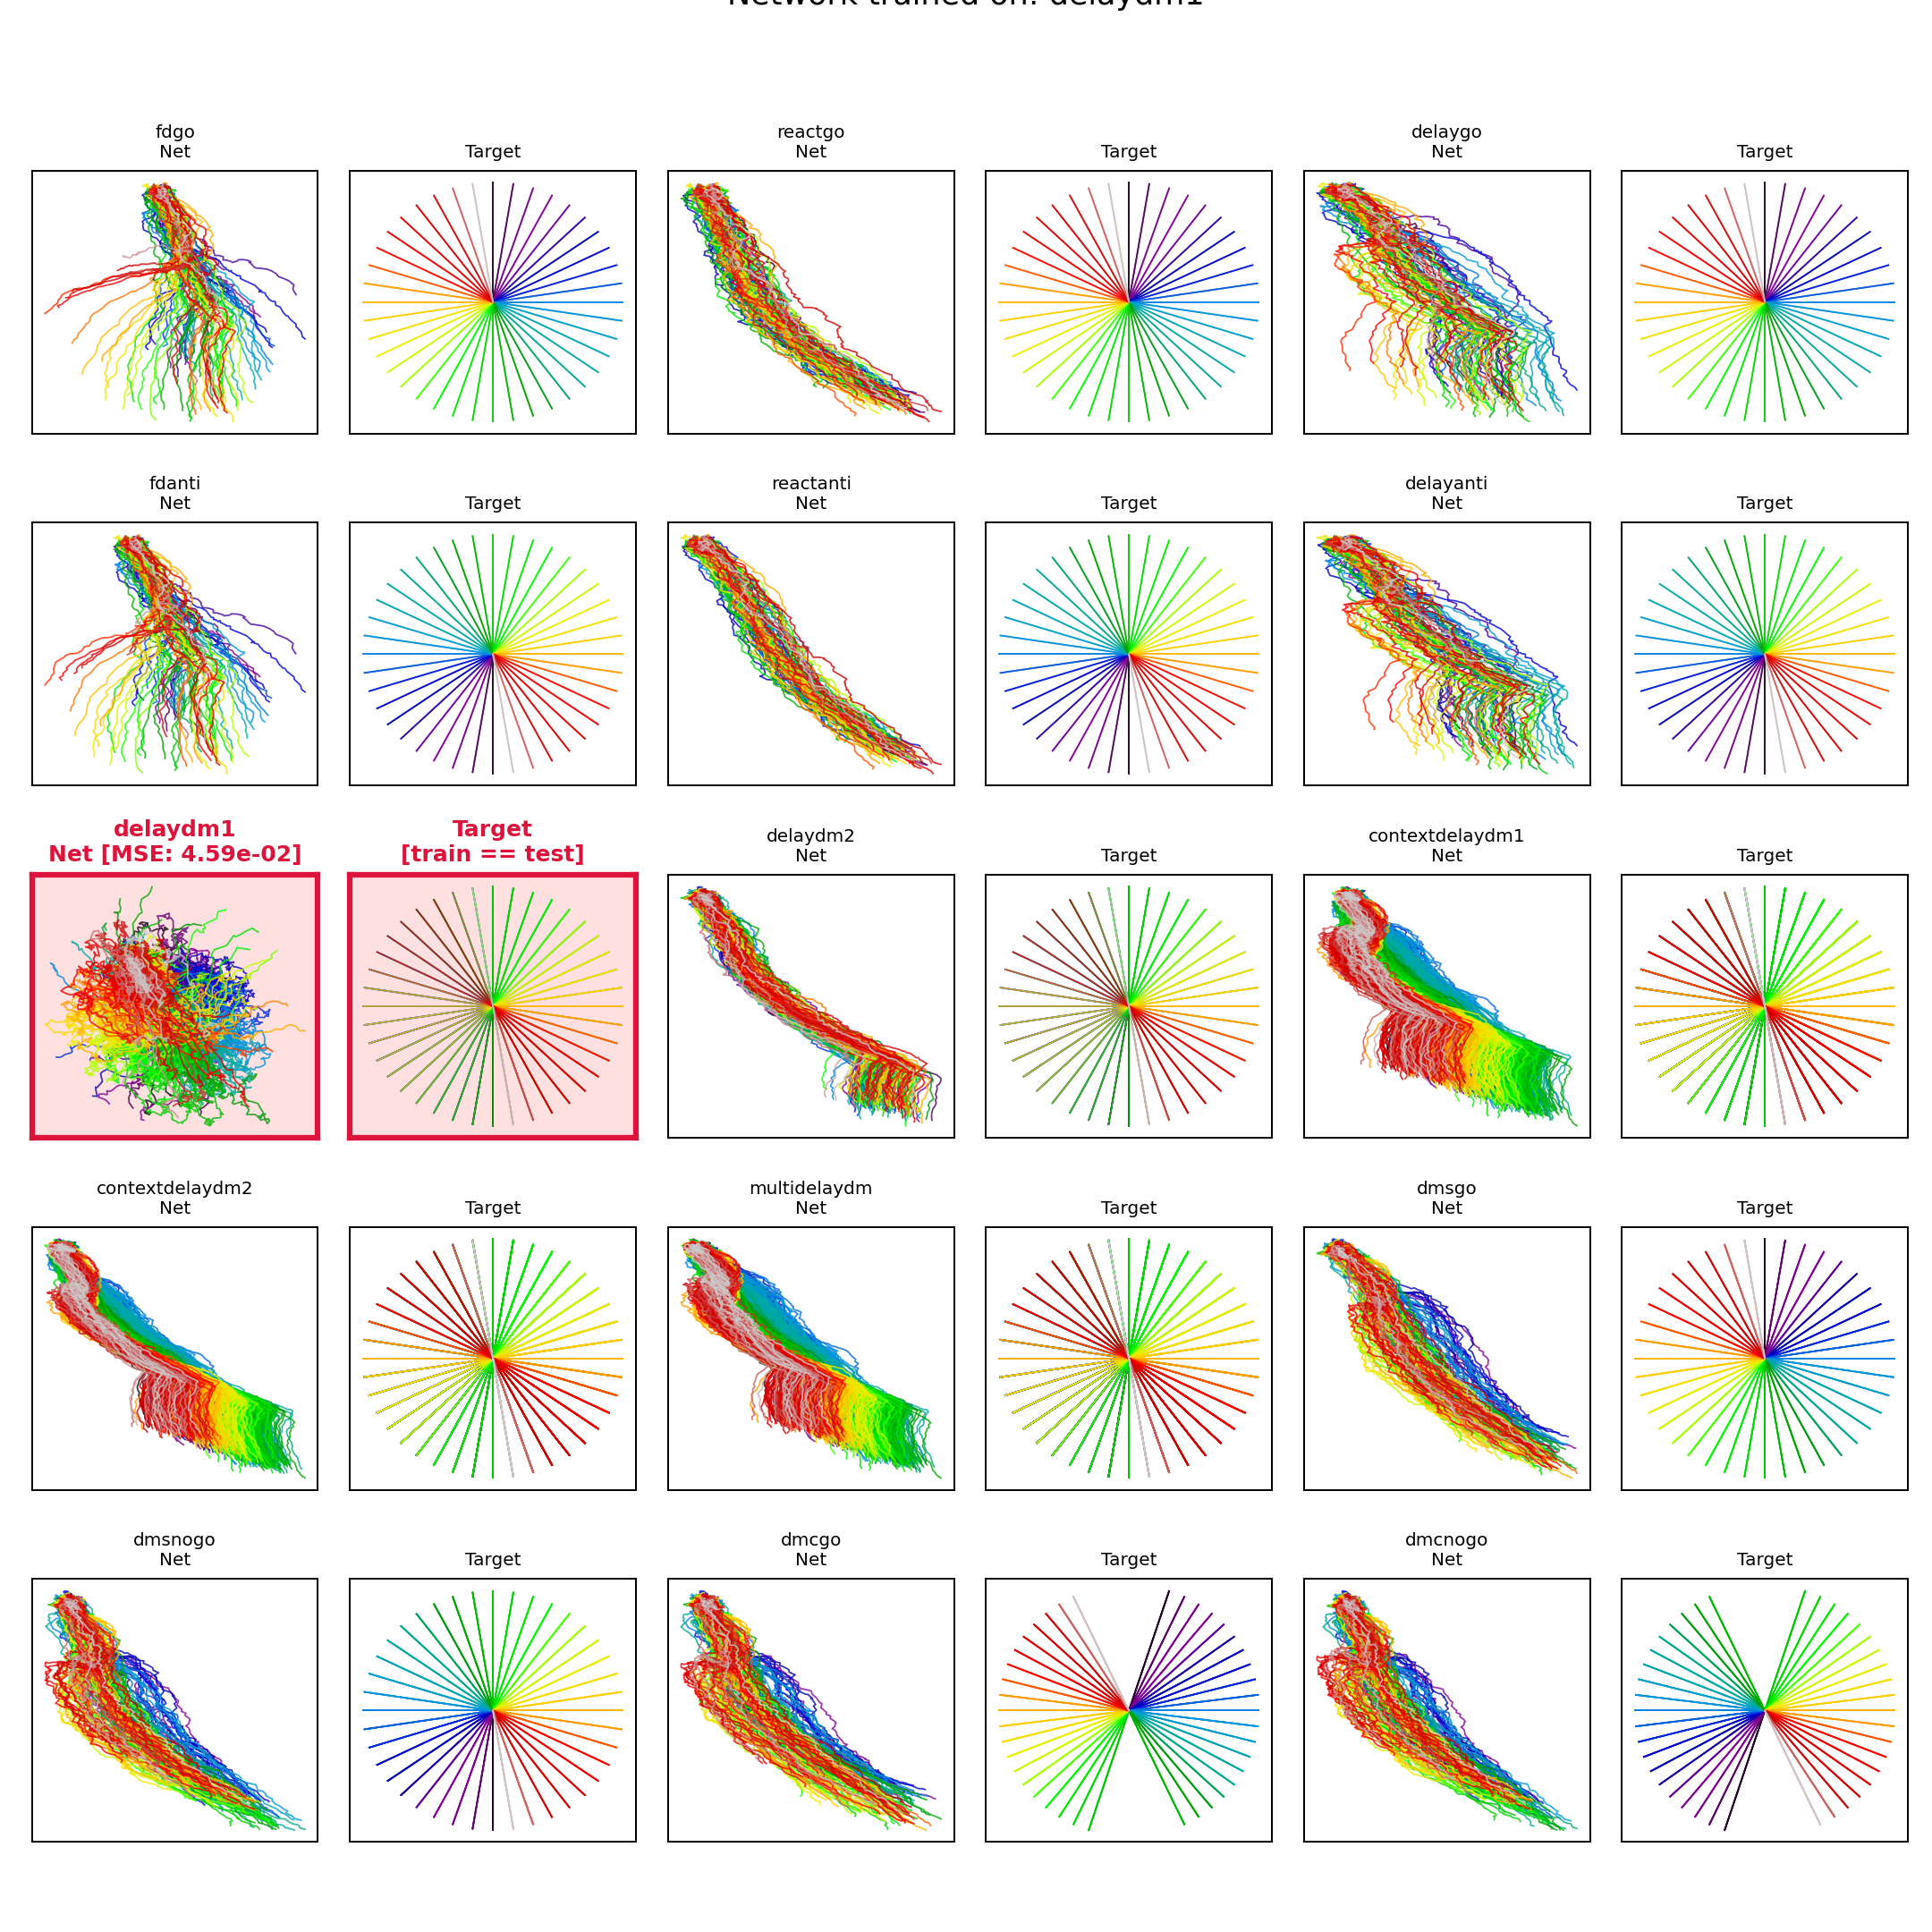 Network trained on: delaydm1
fdgo
Net
Target
reactgo
Net
Target
delaygo
Net
Target
fdanti
Net
Target
reactanti
Net
Target
delayanti
Net
Target
delaydm1
Net [MSE: 4.59e-02]
Target
[train == test]
delaydm2
Net
Target
contextdelaydm1
Net
Target
contextdelaydm2
Net
Target
multidelaydm
Net
Target
dmsgo
Net
Target
dmsnogo
Net
Target
dmcgo
Net
Target
dmcnogo
Net
Target